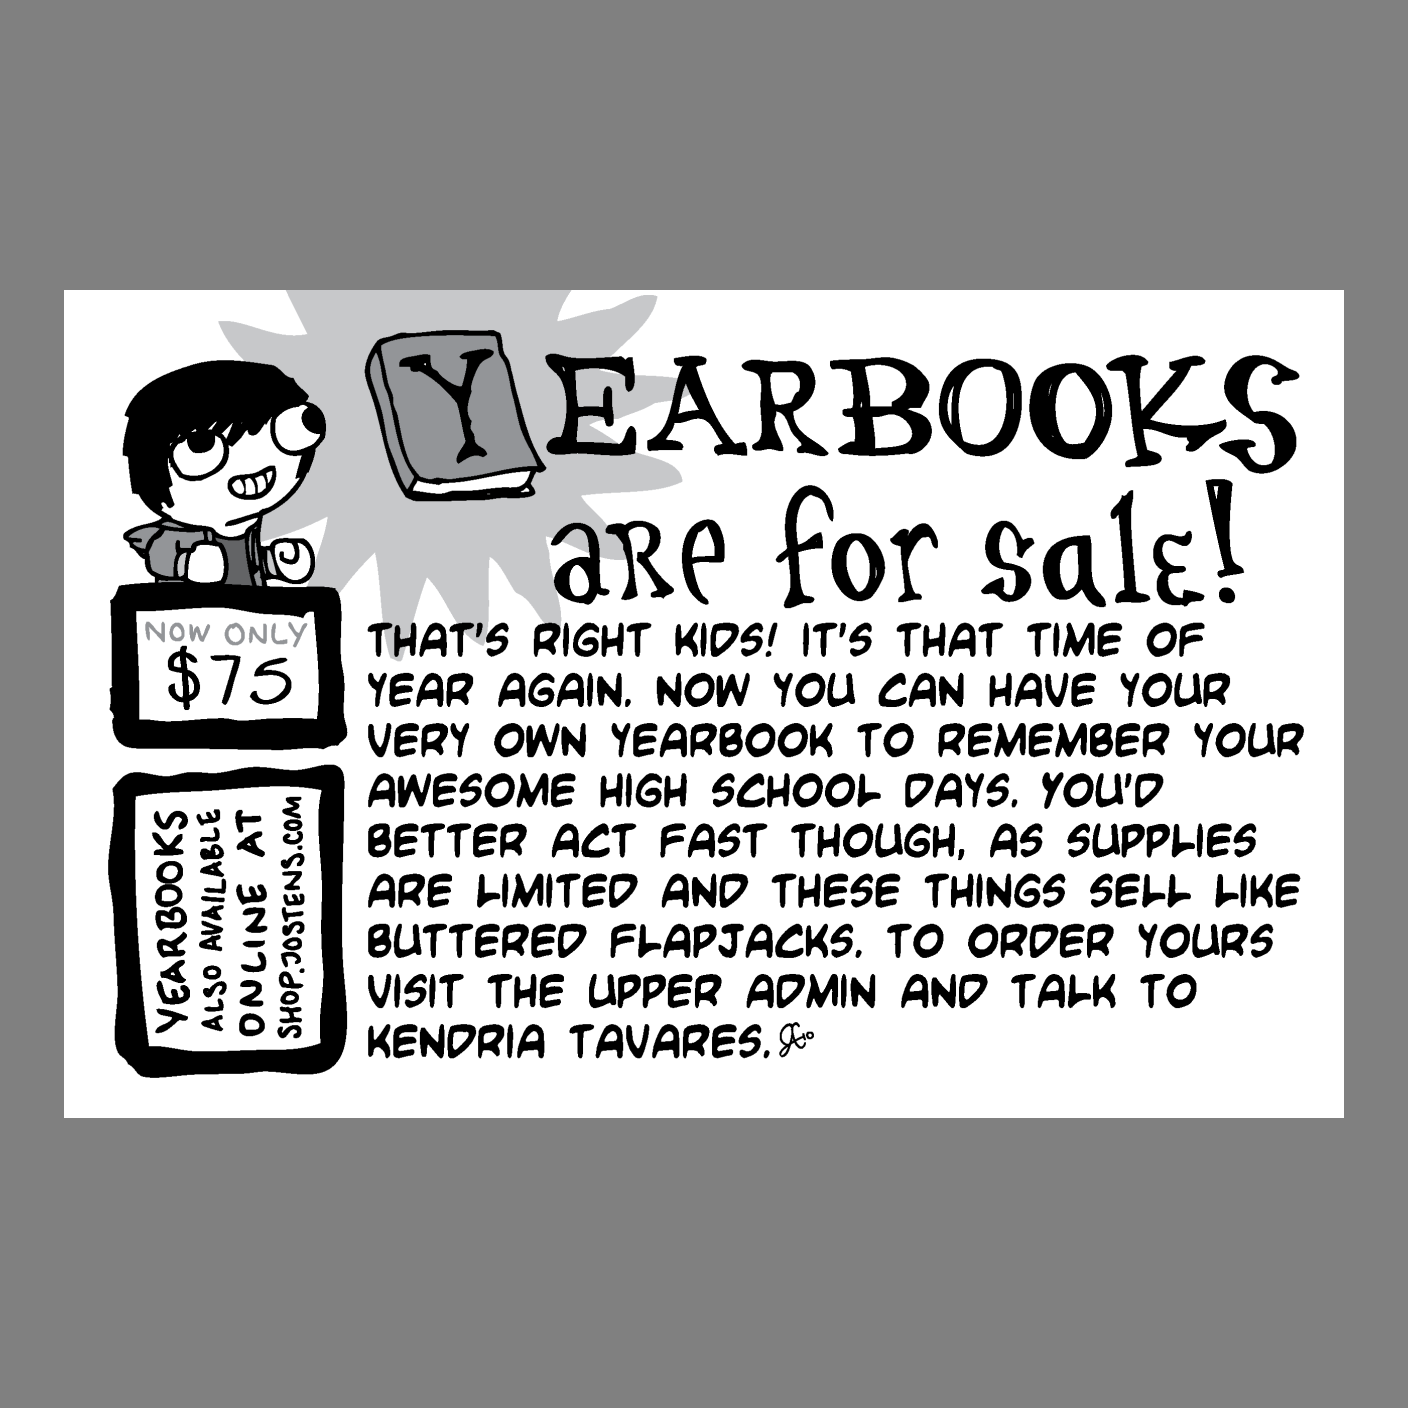 YEARBOOKS
are for sale!
NOW ONLY
$75
THAT'S RIGHT KIDS! IT'S THAT TIME OF
YEAR AGAIN. NOW YOU CAN HAVE YOUR
VERY OWN YEARBOOK TO REMEMBER YOUR
AWESOME HIGH SCHOOL DAYS. YOU'D
BETTER ACT FAST THOUGH, AS SUPPLIES
ARE LIMITED AND THESE THINGS SELL LIKE
BUTTERED FLAPJACKS. TO ORDER YOURS
VISIT THE UPPER ADMIN AND TALK TO
KENDRIA TAVARES.
YEARBOOKS
ALSO AVAILABLE
ONLINE AT
SHOP.JOSTENS.COM